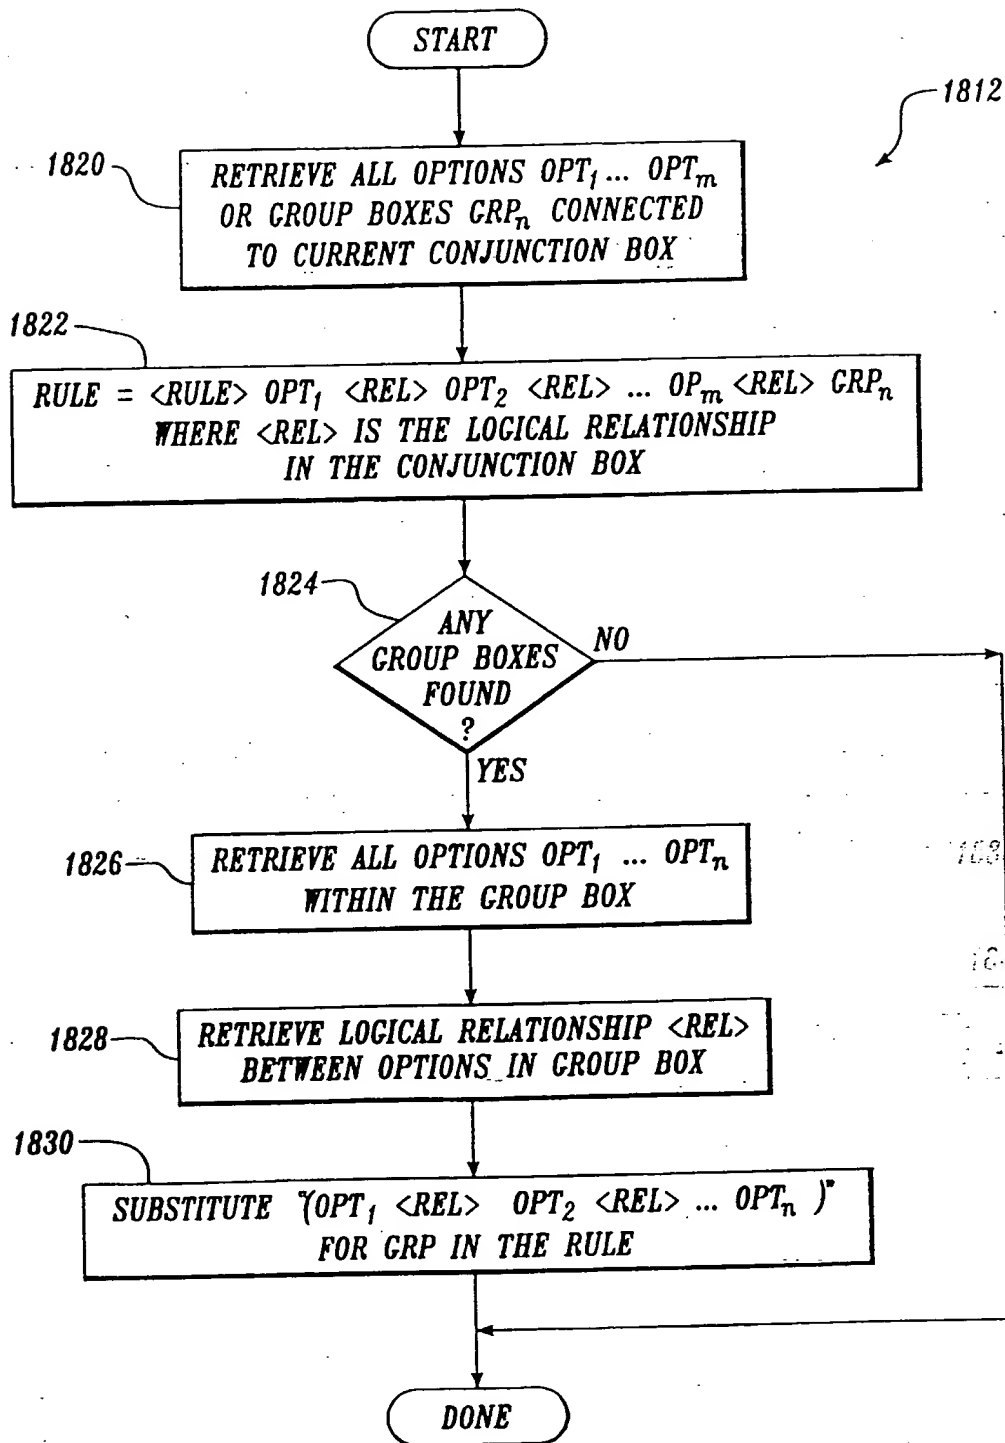 START
1812
1820
RETRIEVE ALL OPTIONS OPT₁ ... OPTₘ
OR GROUP BOXES GRPₙ CONNECTED
TO CURRENT CONJUNCTION BOX
1822
RULE = <RULE> OPT₁ <REL> OPT₂ <REL> ... OPₘ <REL> GRPₙ
WHERE <REL> IS THE LOGICAL RELATIONSHIP
IN THE CONJUNCTION BOX
1824
ANY
GROUP BOXES
FOUND
?
NO
YES
1826
RETRIEVE ALL OPTIONS OPT₁ ... OPTₙ
WITHIN THE GROUP BOX
1828
RETRIEVE LOGICAL RELATIONSHIP <REL>
BETWEEN OPTIONS IN GROUP BOX
1830
SUBSTITUTE "(OPT₁ <REL> OPT₂ <REL> ... OPTₙ )"
FOR GRP IN THE RULE
DONE